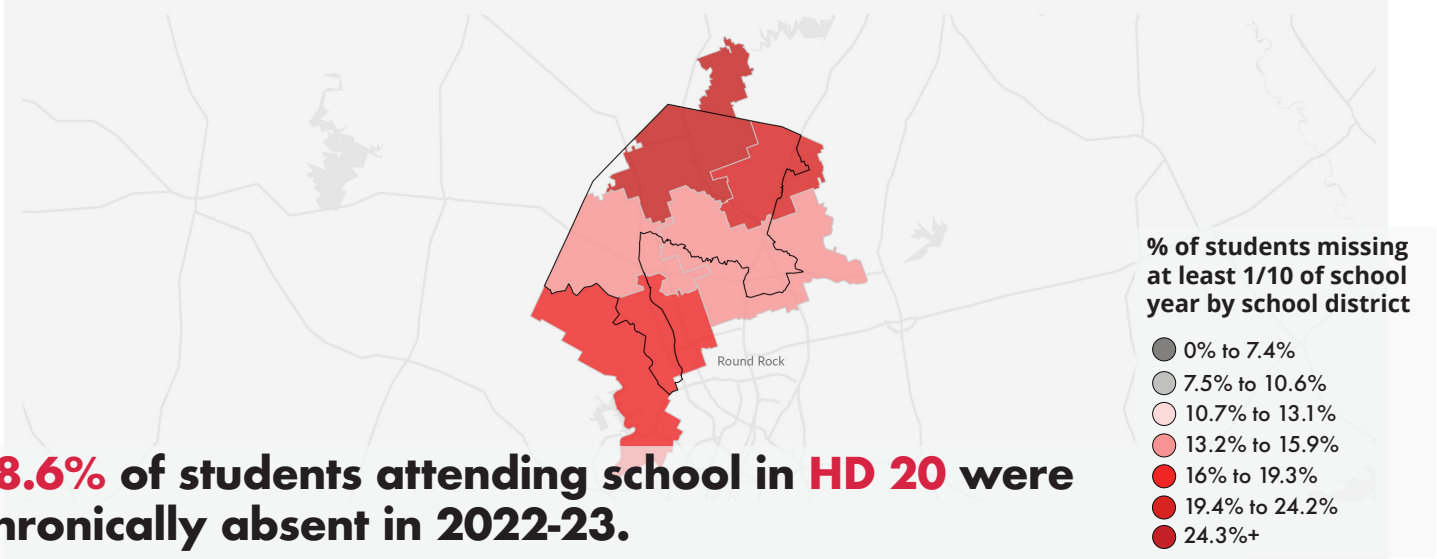 Round Rock
% of students missing
at least 1/10 of school
year by school district
0% to 7.4%
7.5% to 10.6%
10.7% to 13.1%
13.2% to 15.9%
16% to 19.3%
19.4% to 24.2%
24.3%+
8.6% of students attending school in HD 20 were
hronically absent in 2022-23.